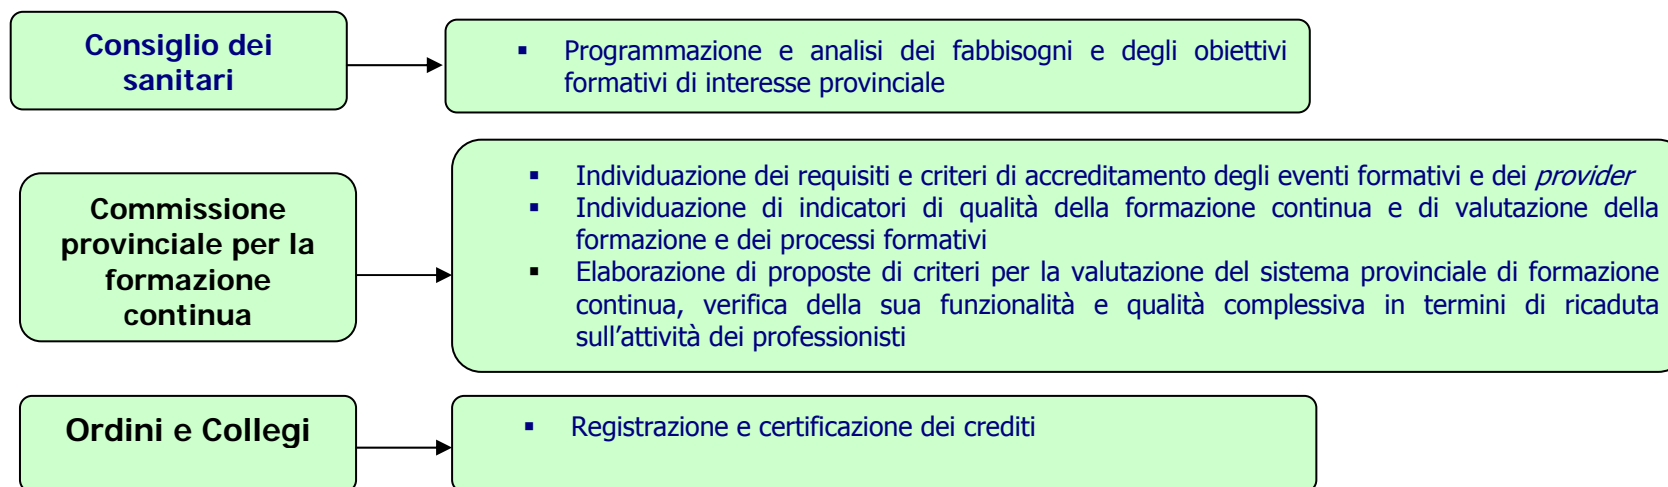 Consiglio dei
sanitari
▪ Programmazione e analisi dei fabbisogni e degli obiettivi
formativi di interesse provinciale
Commissione
provinciale per la
formazione
continua
▪ Individuazione dei requisiti e criteri di accreditamento degli eventi formativi e dei provider
▪ Individuazione di indicatori di qualità della formazione continua e di valutazione della
formazione e dei processi formativi
▪ Elaborazione di proposte di criteri per la valutazione del sistema provinciale di formazione
continua, verifica della sua funzionalità e qualità complessiva in termini di ricaduta
sull’attività dei professionisti
Ordini e Collegi
▪ Registrazione e certificazione dei crediti